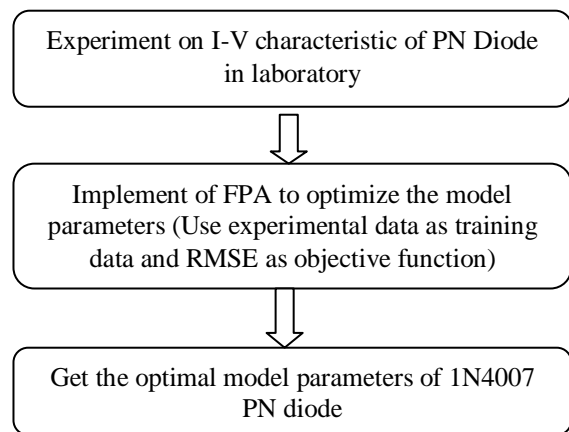 Experiment on I-V characteristic of PN Diode
in laboratory
Implement of FPA to optimize the model
parameters (Use experimental data as training
data and RMSE as objective function)
Get the optimal model parameters of 1N4007
PN diode